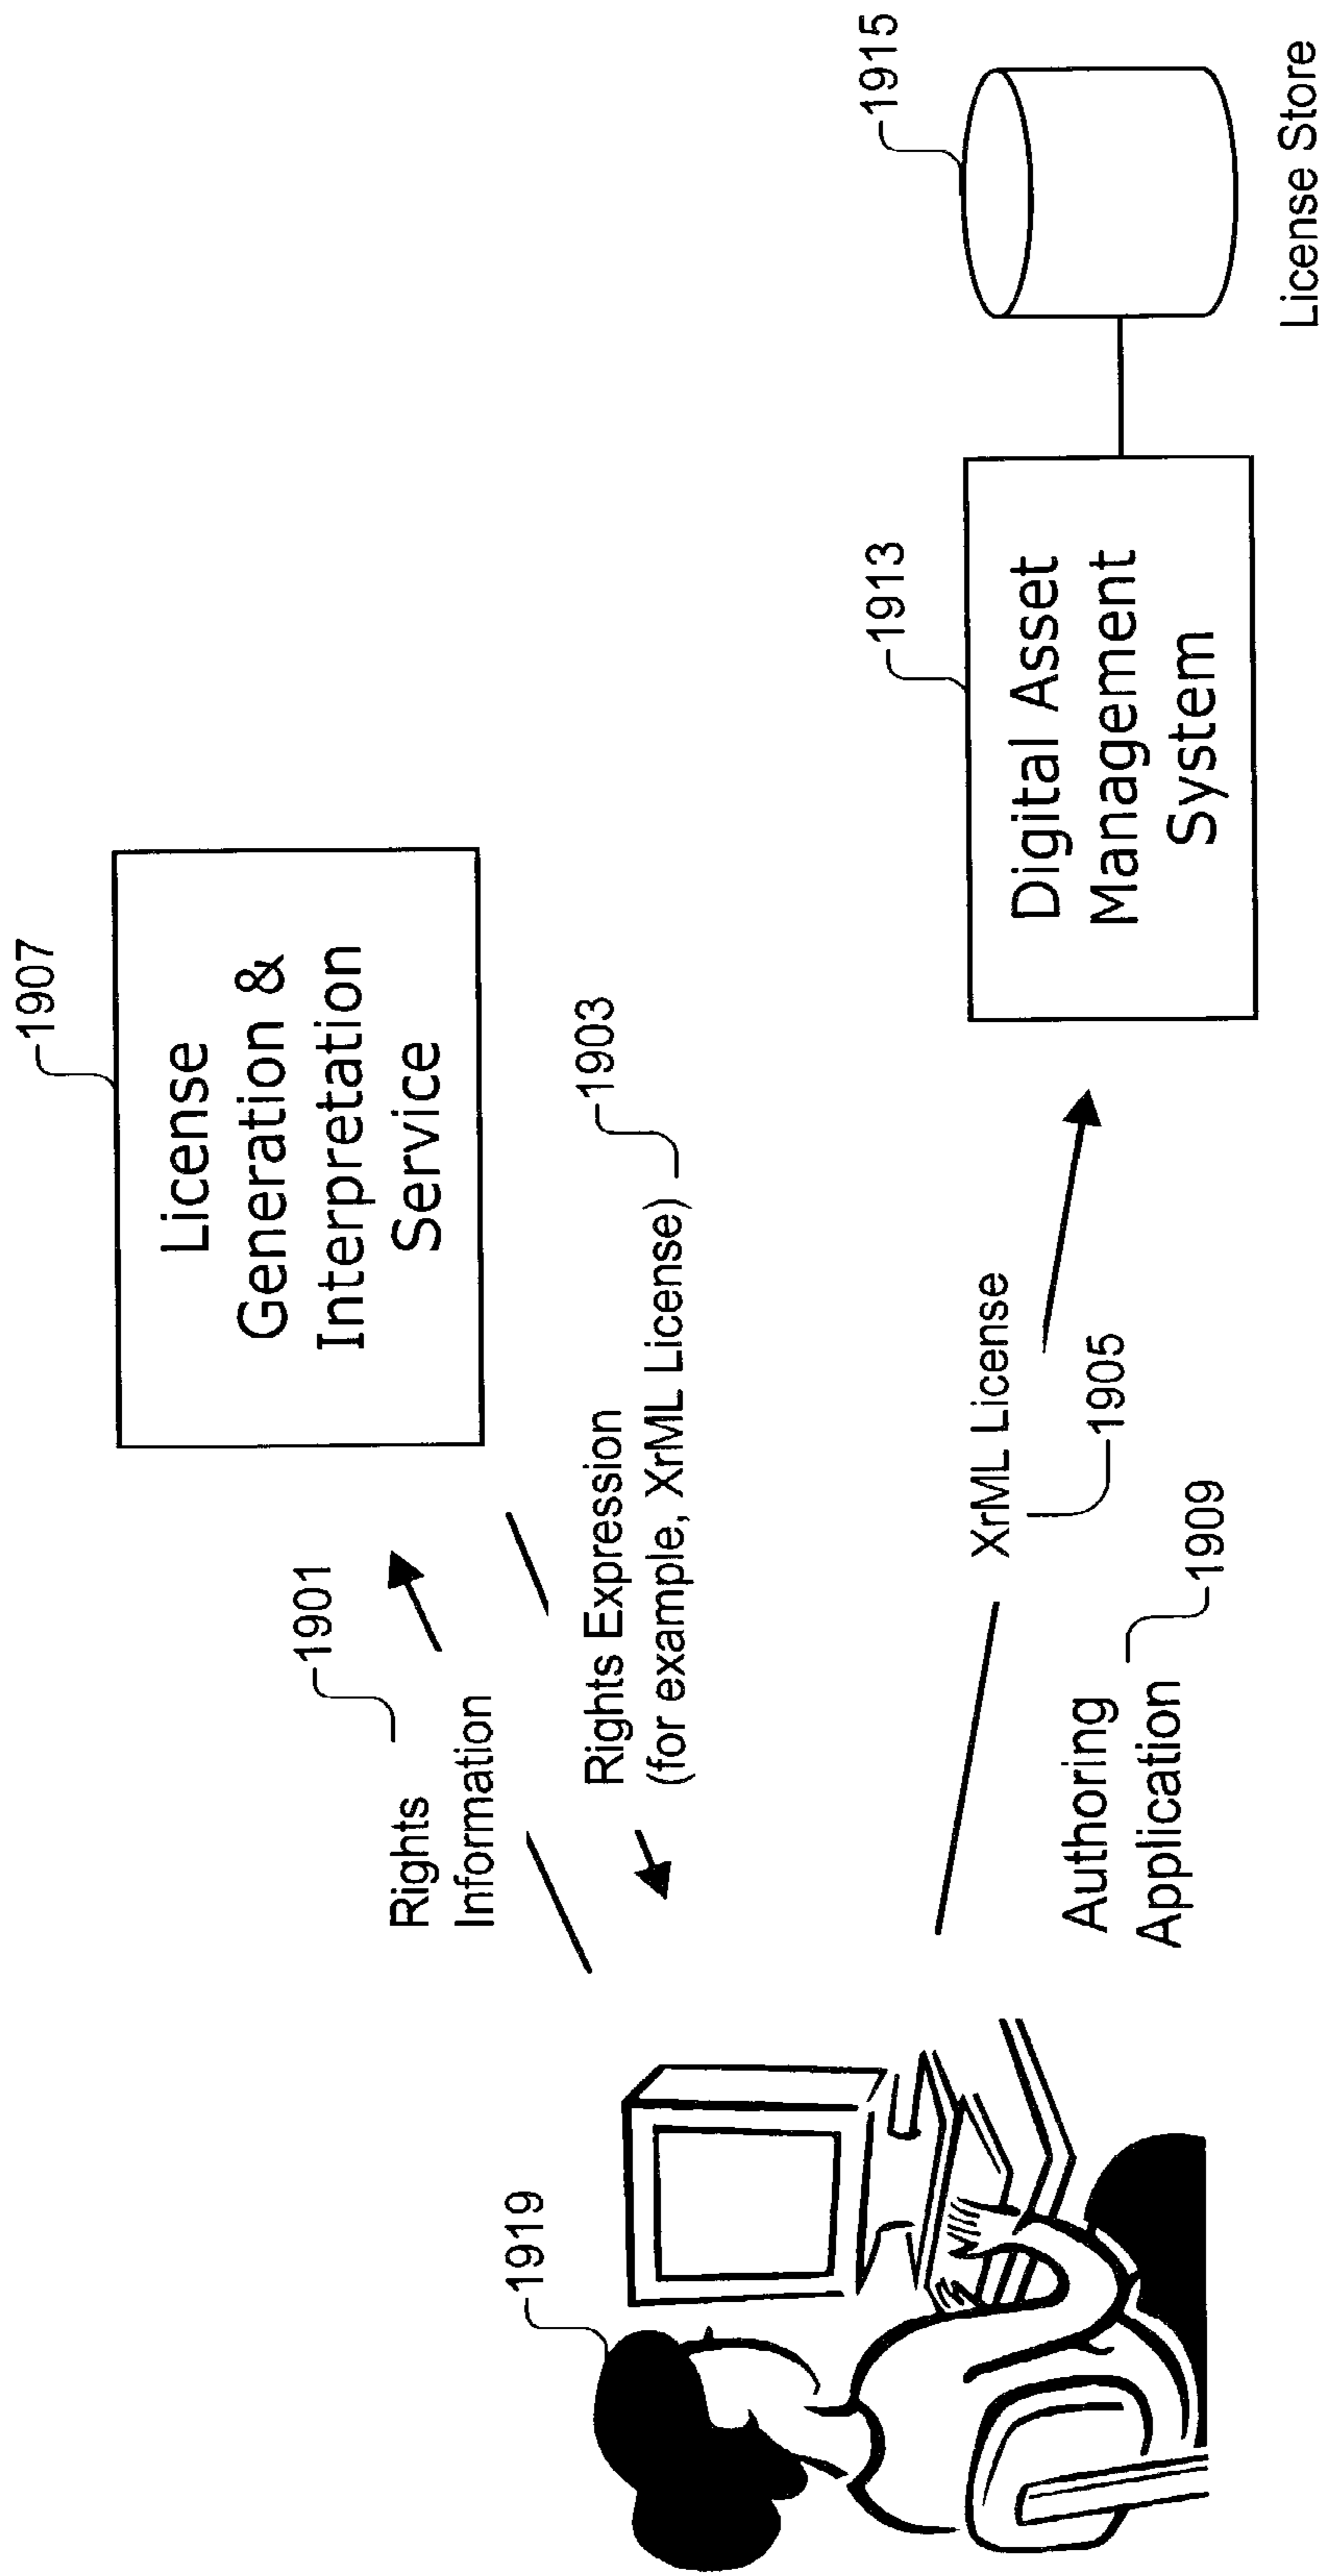 1907
License
Generation &
Interpretation
Service
1901
Rights
Information
1903
Rights Expression
(for example, XrML License)
1919
1913
Digital Asset
Management
System
1915
License Store
XrML License
1905
Authoring
Application
1909